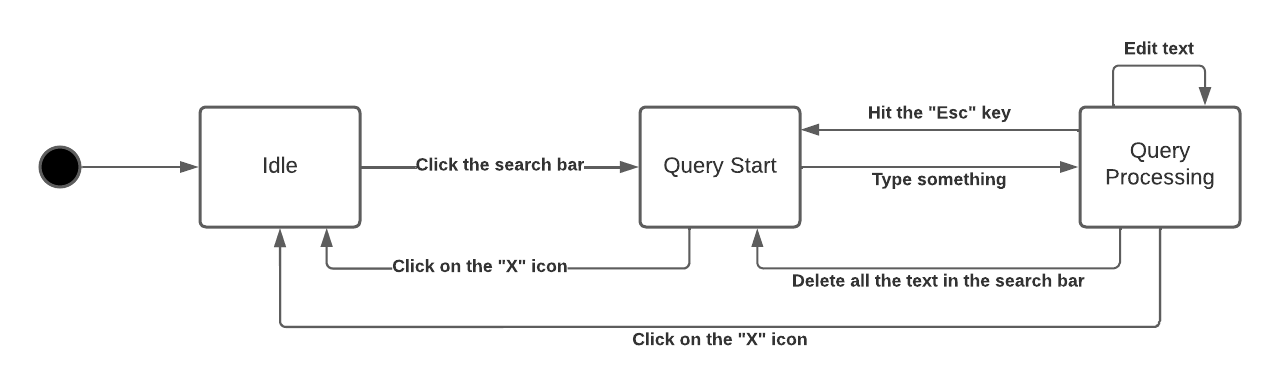 Edit text
Hit the "Esc" key
Idle
Click the search bar
Query Start
Type something
Query
Processing
Click on the "X" icon
Delete all the text in the search bar
Click on the "X" icon